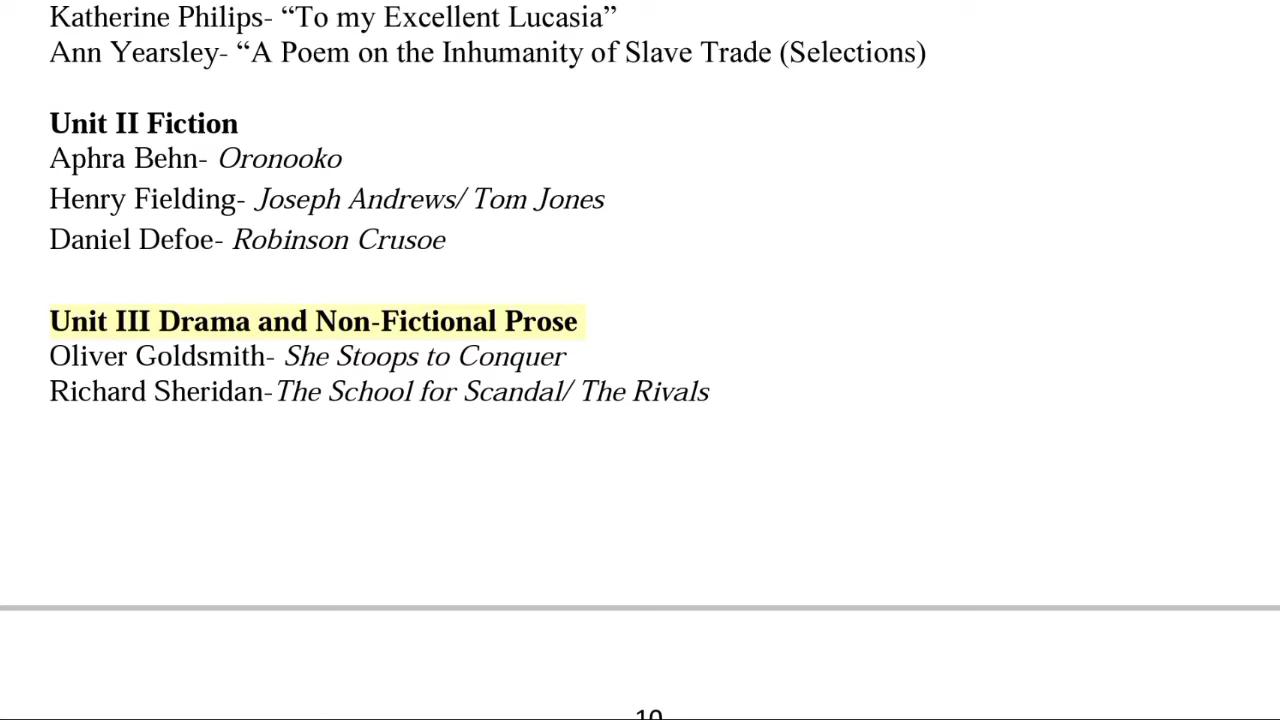 Katherine Philips- “To my Excellent Lucasia”
Ann Yearsley- “A Poem on the Inhumanity of Slave Trade (Selections)
Unit II Fiction
Aphra Behn- Oronooko
Henry Fielding- Joseph Andrews/ Tom Jones
Daniel Defoe- Robinson Crusoe
Unit III Drama and Non-Fictional Prose
Oliver Goldsmith- She Stoops to Conquer
Richard Sheridan-The School for Scandal/ The Rivals
10